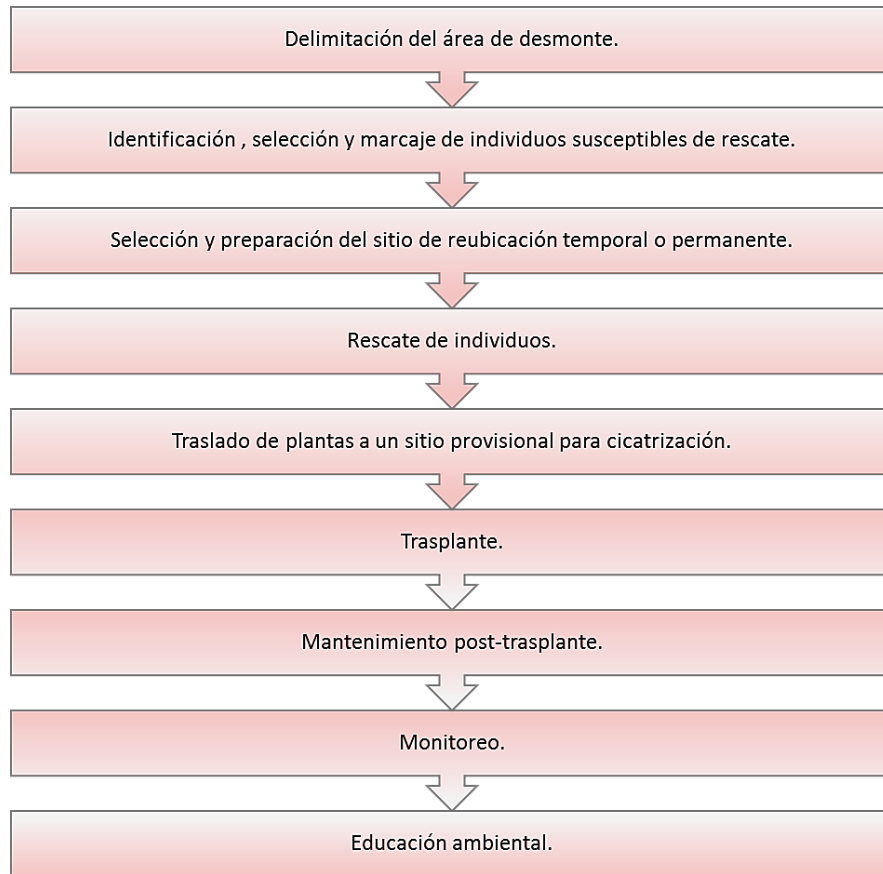 Delimitación del área de desmonte.
Identificación , selección y marcaje de individuos susceptibles de rescate.
Selección y preparación del sitio de reubicación temporal o permanente.
Rescate de individuos.
Traslado de plantas a un sitio provisional para cicatrización.
Trasplante.
Mantenimiento post-trasplante.
Monitoreo.
Educación ambiental.